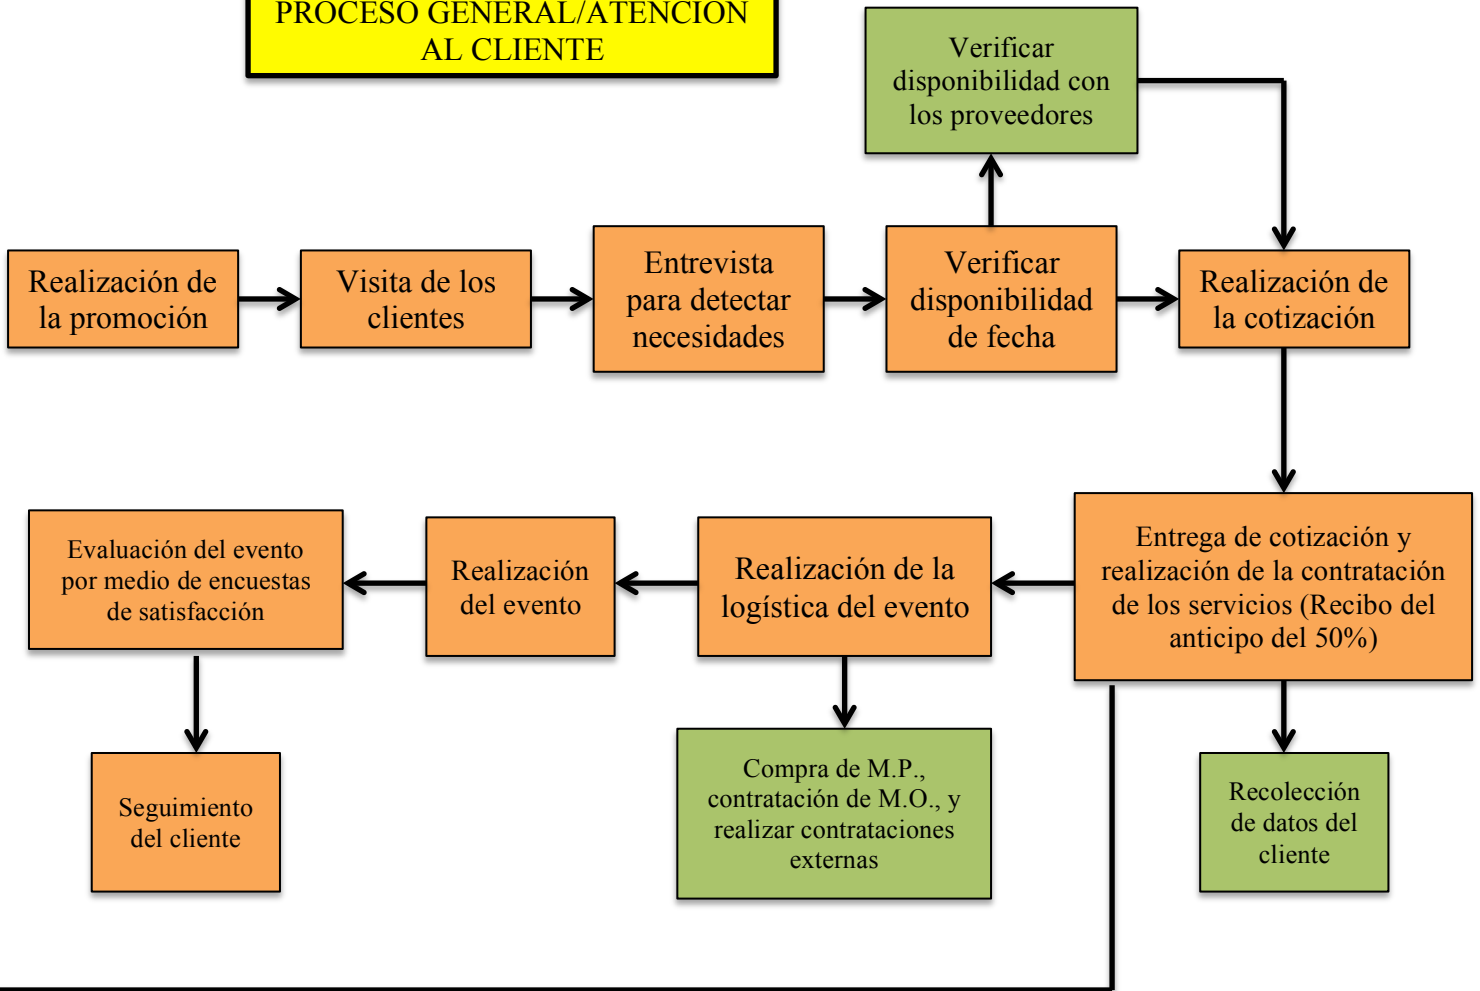 PROCESO GENERAL/ATENCIÓN
AL CLIENTE
Verificar
disponibilidad con
los proveedores
Realización de
la promoción
Visita de los
clientes
Entrevista
para detectar
necesidades
Verificar
disponibilidad
de fecha
Realización de
la cotización
Evaluación del evento
por medio de encuestas
de satisfacción
Realización
del evento
Realización de la
logística del evento
Entrega de cotización y
realización de la contratación
de los servicios (Recibo del
anticipo del 50%)
Seguimiento
del cliente
Compra de M.P.,
contratación de M.O., y
realizar contrataciones
externas
Recolección
de datos del
cliente